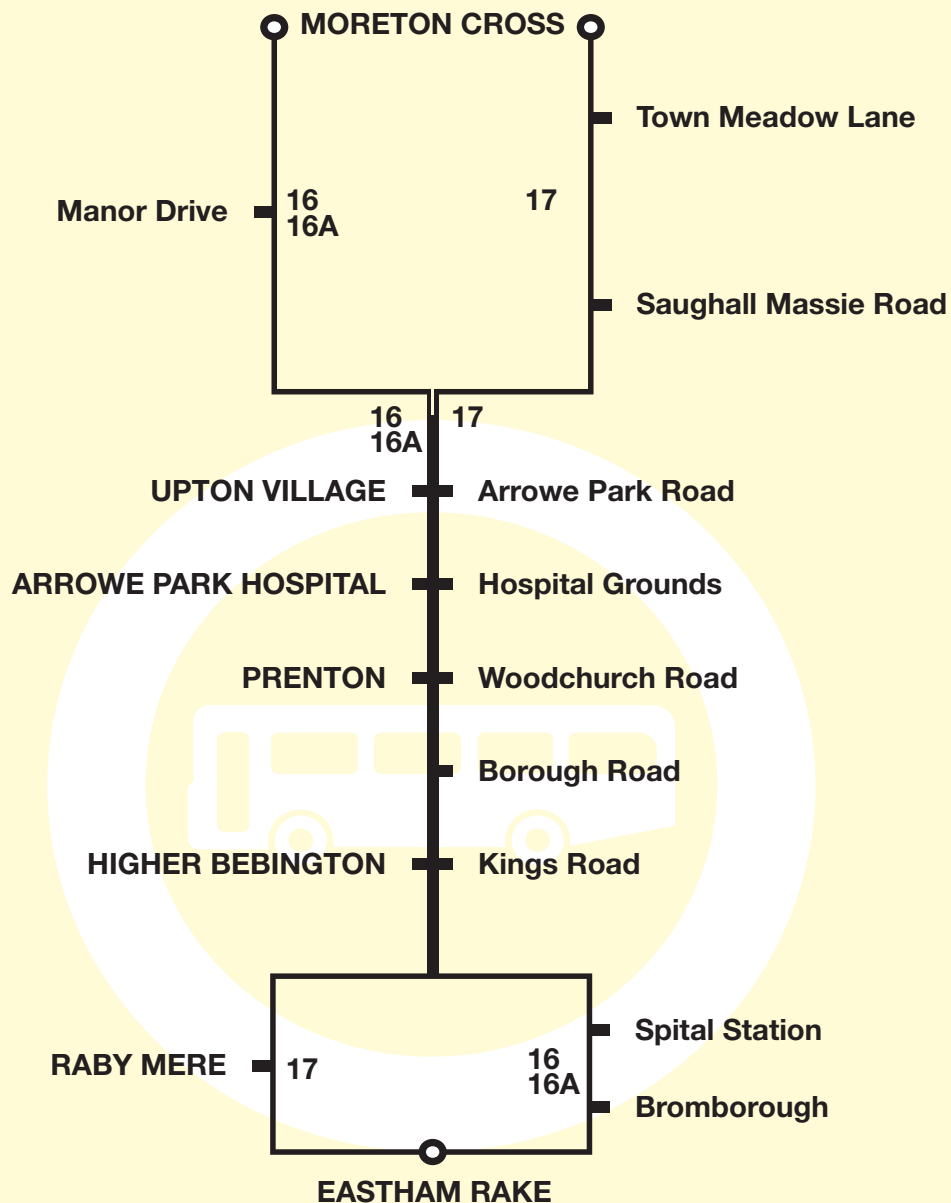 MORETON CROSS
Town Meadow Lane
Manor Drive
16
16A
17
Saughall Massie Road
16
16A
17
UPTON VILLAGE
Arrowe Park Road
ARROWE PARK HOSPITAL
Hospital Grounds
PRENTON
Woodchurch Road
Borough Road
HIGHER BEBINGTON
Kings Road
Spital Station
RABY MERE
17
16
16A
Bromborough
EASTHAM RAKE